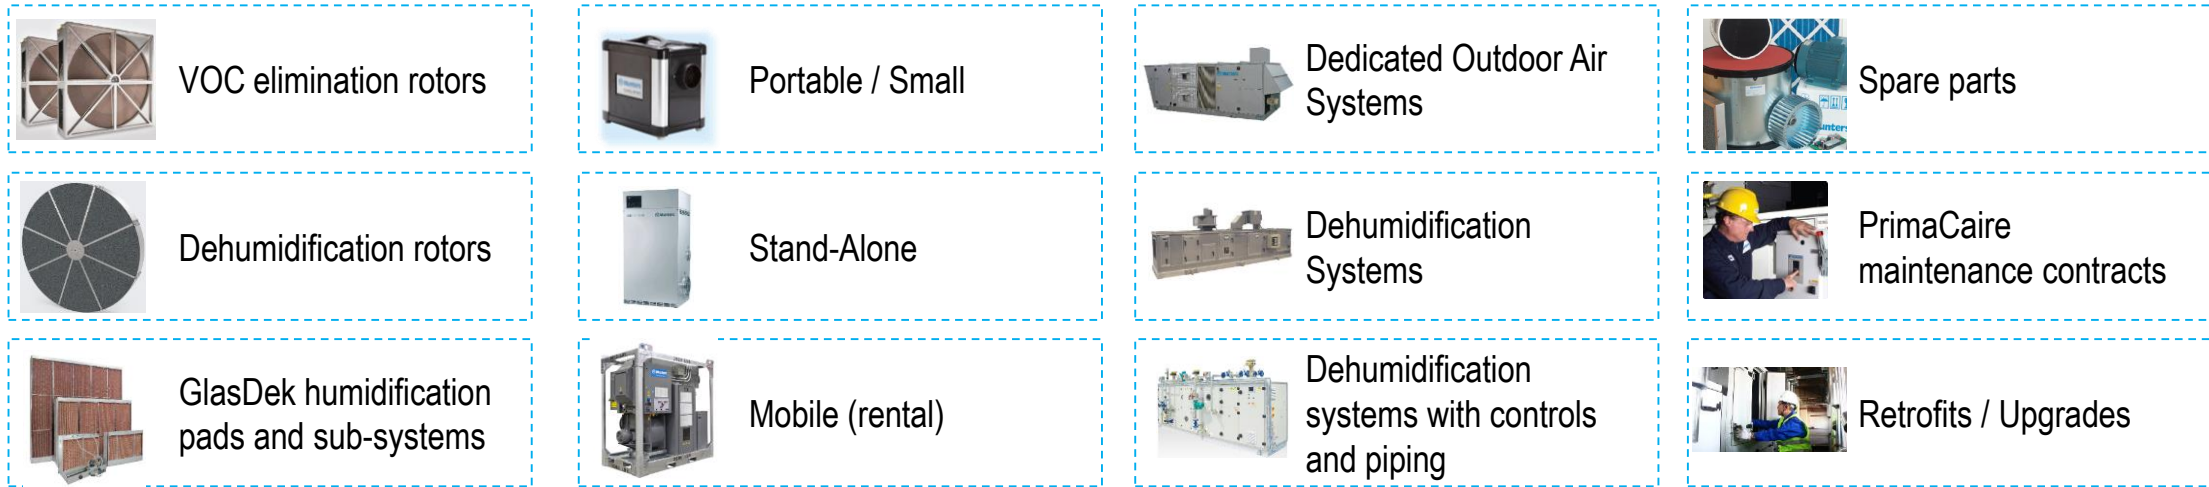 VOC elimination rotors
Portable / Small
Dedicated Outdoor Air
Systems
Spare parts
Dehumidification rotors
Stand-Alone
Dehumidification
Systems
PrimaCaire
maintenance contracts
GlasDek humidification
pads and sub-systems
Mobile (rental)
Dehumidification
systems with controls
and piping
Retrofits / Upgrades